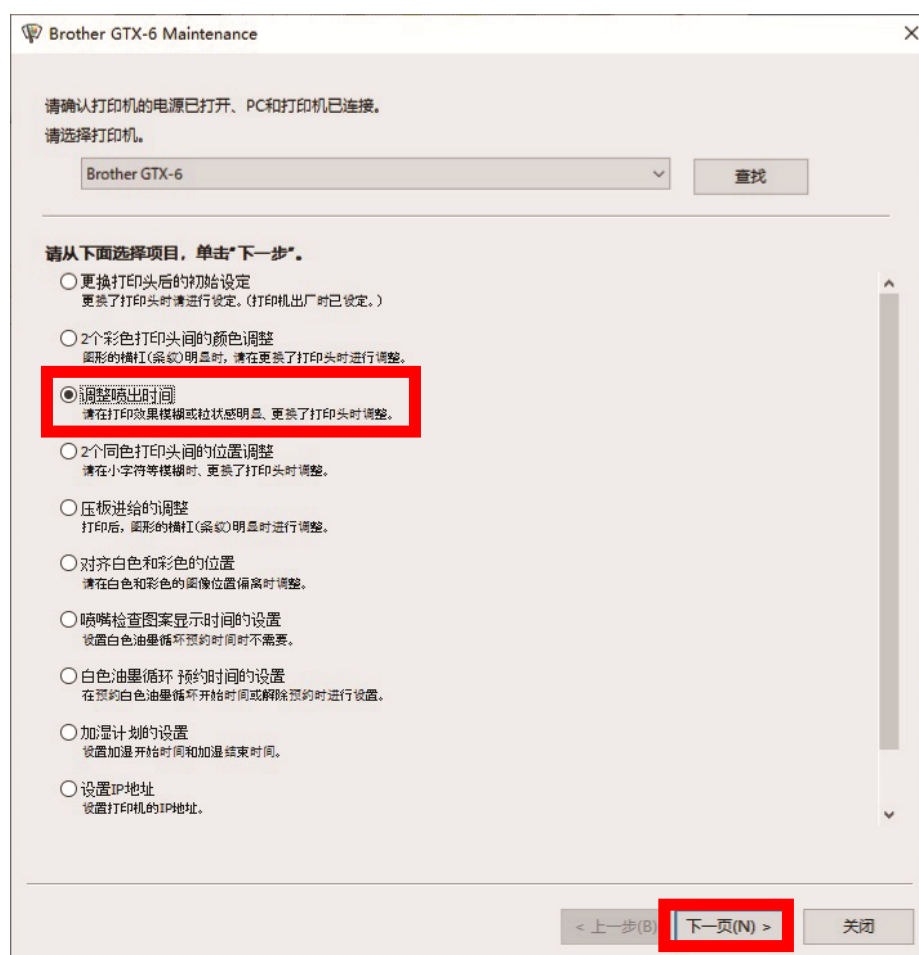 Brother GTX-6 Maintenance
请确认打印机的电源已打开、PC和打印机已连接。
请选择打印机。
Brother GTX-6
查找
请从下面选择项目，单击"下一步"。
更换打印头后的初始设定
更换了打印头时请进行设定。(打印机出厂时已设定。)
2个彩色打印头间的颜色调整
图形的横杠(条纹)明显时, 请在更换了打印头时进行调整。
调整喷出时间
请在打印效果模糊或粒状感明显、更换了打印头时调整。
2个同色打印头间的位置调整
请在小字符等模糊时、更换了打印头时调整。
压板进给的调整
打印后, 图形的横杠(条纹)明显时进行调整。
对齐白色和彩色的位置
请在白色和彩色的图像位置偏离时调整。
喷嘴检查图案显示时间的设置
设置白色油墨循环预约时间时不需要。
白色油墨循环 预约时间的设置
在预约白色油墨循环开始时间或解除预约时进行设置。
加湿计划的设置
设置加湿开始时间和加湿结束时间。
设置IP地址
设置打印机的IP地址。
< 上一步(B)
下一页(N) >
关闭